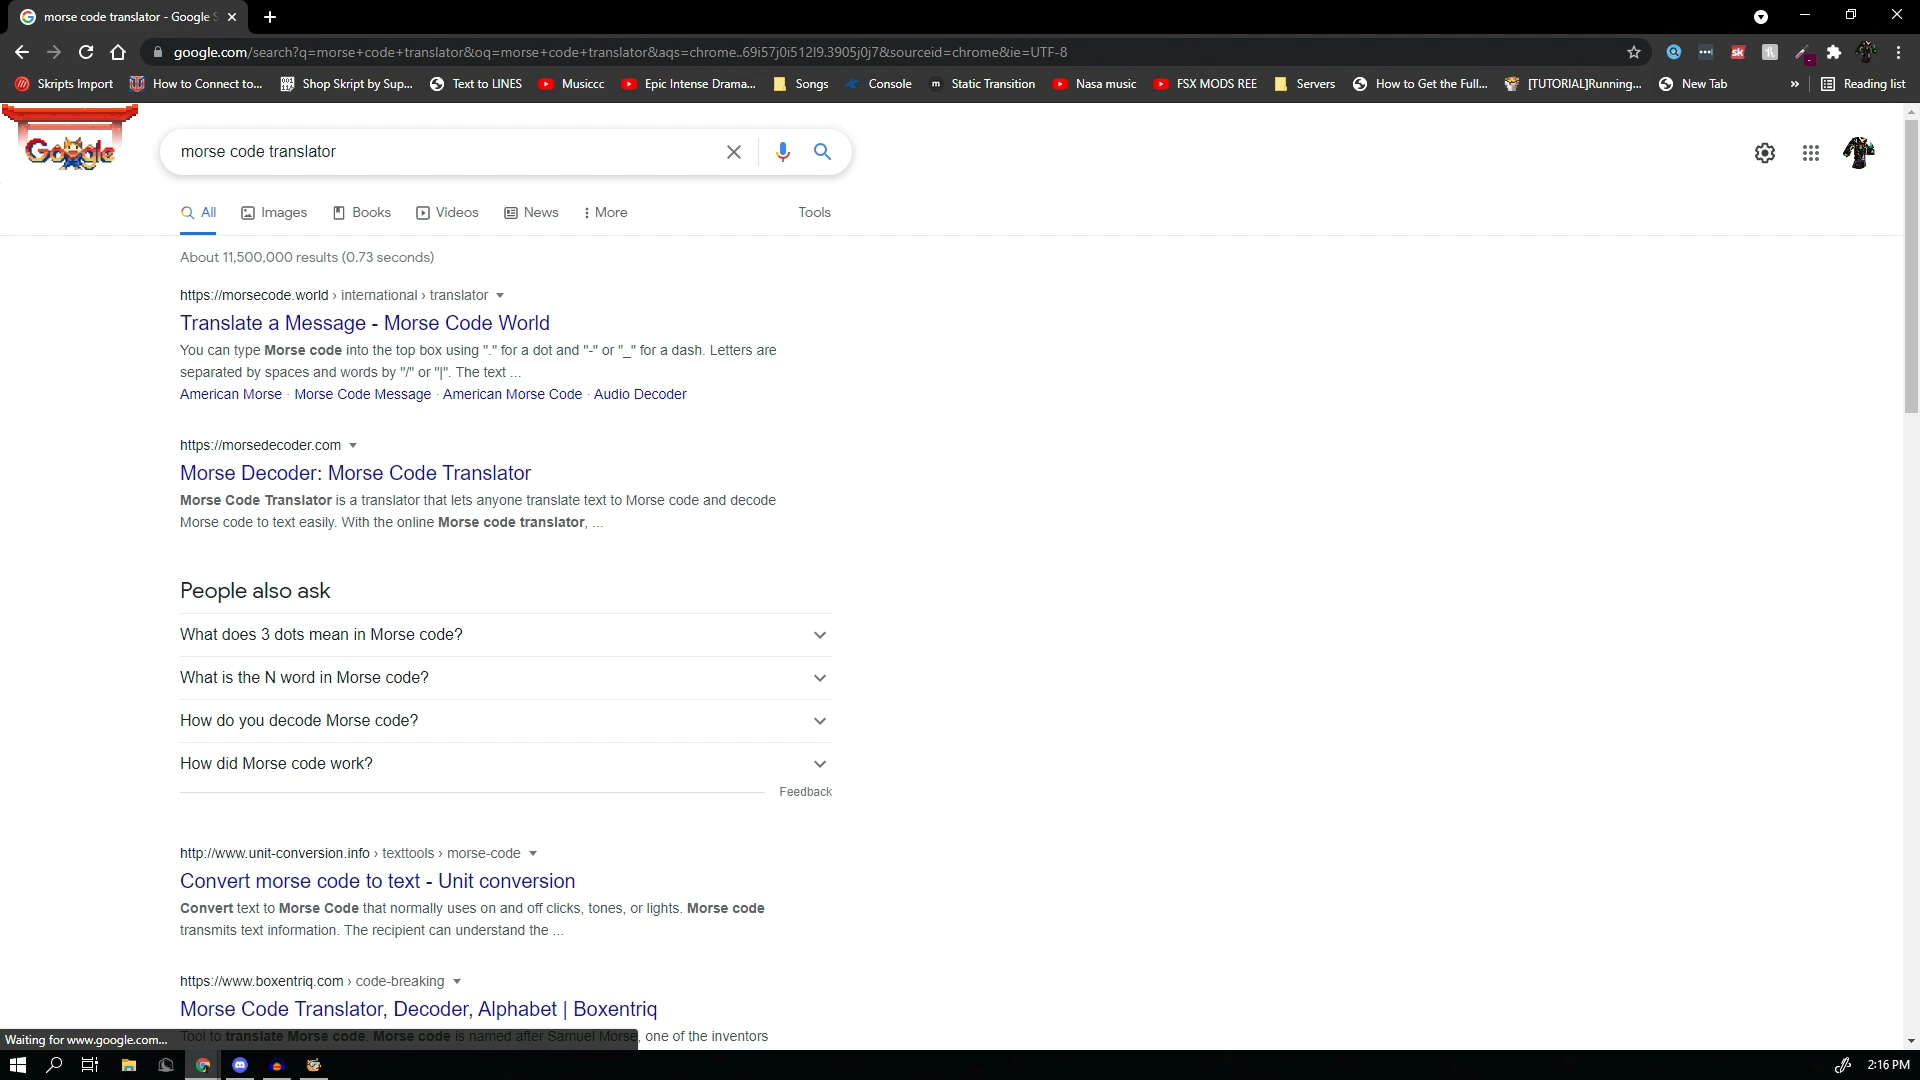 morse code translator - Google S
google.com/search?q=morse+code+translator&oq=morse+code+translator&aqs=chrome..69i57j0i512l9.3905j0j7&sourceid=chrome&ie=UTF-8
Skripts Import How to Connect to... Shop Skript by Sup... Text to LINES Musiccc Epic Intense Drama... Songs Console Static Transition Nasa music FSX MODS REE Servers How to Get the Full... [TUTORIAL]Running... New Tab » Reading list
Google
morse code translator
All Images Books Videos News More Tools
About 11,500,000 results (0.73 seconds)
https://morsecode.world › international › translator
Translate a Message - Morse Code World
You can type Morse code into the top box using "." for a dot and "-" or "_" for a dash. Letters are
separated by spaces and words by "/" or "|". The text ...
American Morse · Morse Code Message · American Morse Code · Audio Decoder
https://morsedecoder.com
Morse Decoder: Morse Code Translator
Morse Code Translator is a translator that lets anyone translate text to Morse code and decode
Morse code to text easily. With the online Morse code translator, ...
People also ask
What does 3 dots mean in Morse code?
What is the N word in Morse code?
How do you decode Morse code?
How did Morse code work?
Feedback
http://www.unit-conversion.info › texttools › morse-code
Convert morse code to text - Unit conversion
Convert text to Morse Code that normally uses on and off clicks, tones, or lights. Morse code
transmits text information. The recipient can understand the ...
https://www.boxentriq.com › code-breaking
Morse Code Translator, Decoder, Alphabet | Boxentriq
Tool to translate Morse code. Morse code is named after Samuel Morse, one of the inventors
Waiting for www.google.com...
2:16 PM